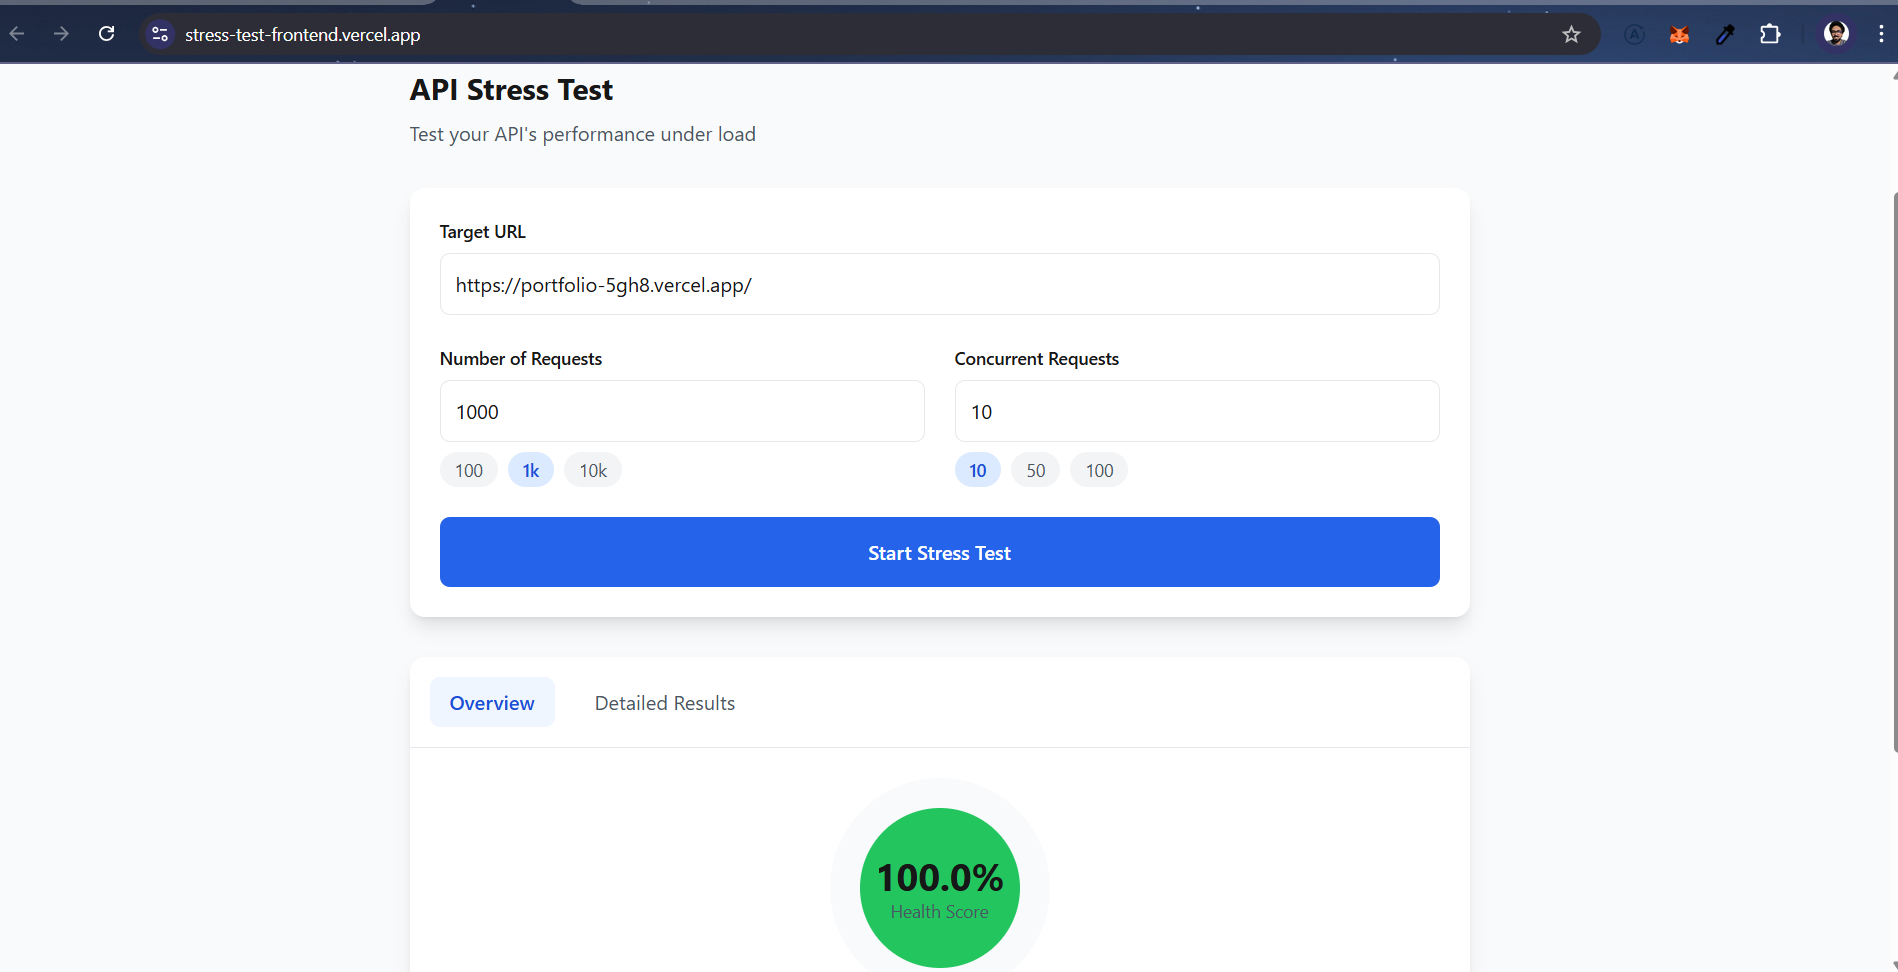 stress-test-frontend.vercel.app
API Stress Test
Test your API's performance under load
Target URL
https://portfolio-5gh8.vercel.app/
Number of Requests
Concurrent Requests
1000
10
100 1k 10k
10 50 100
Start Stress Test
Overview
Detailed Results
100.0%
Health Score